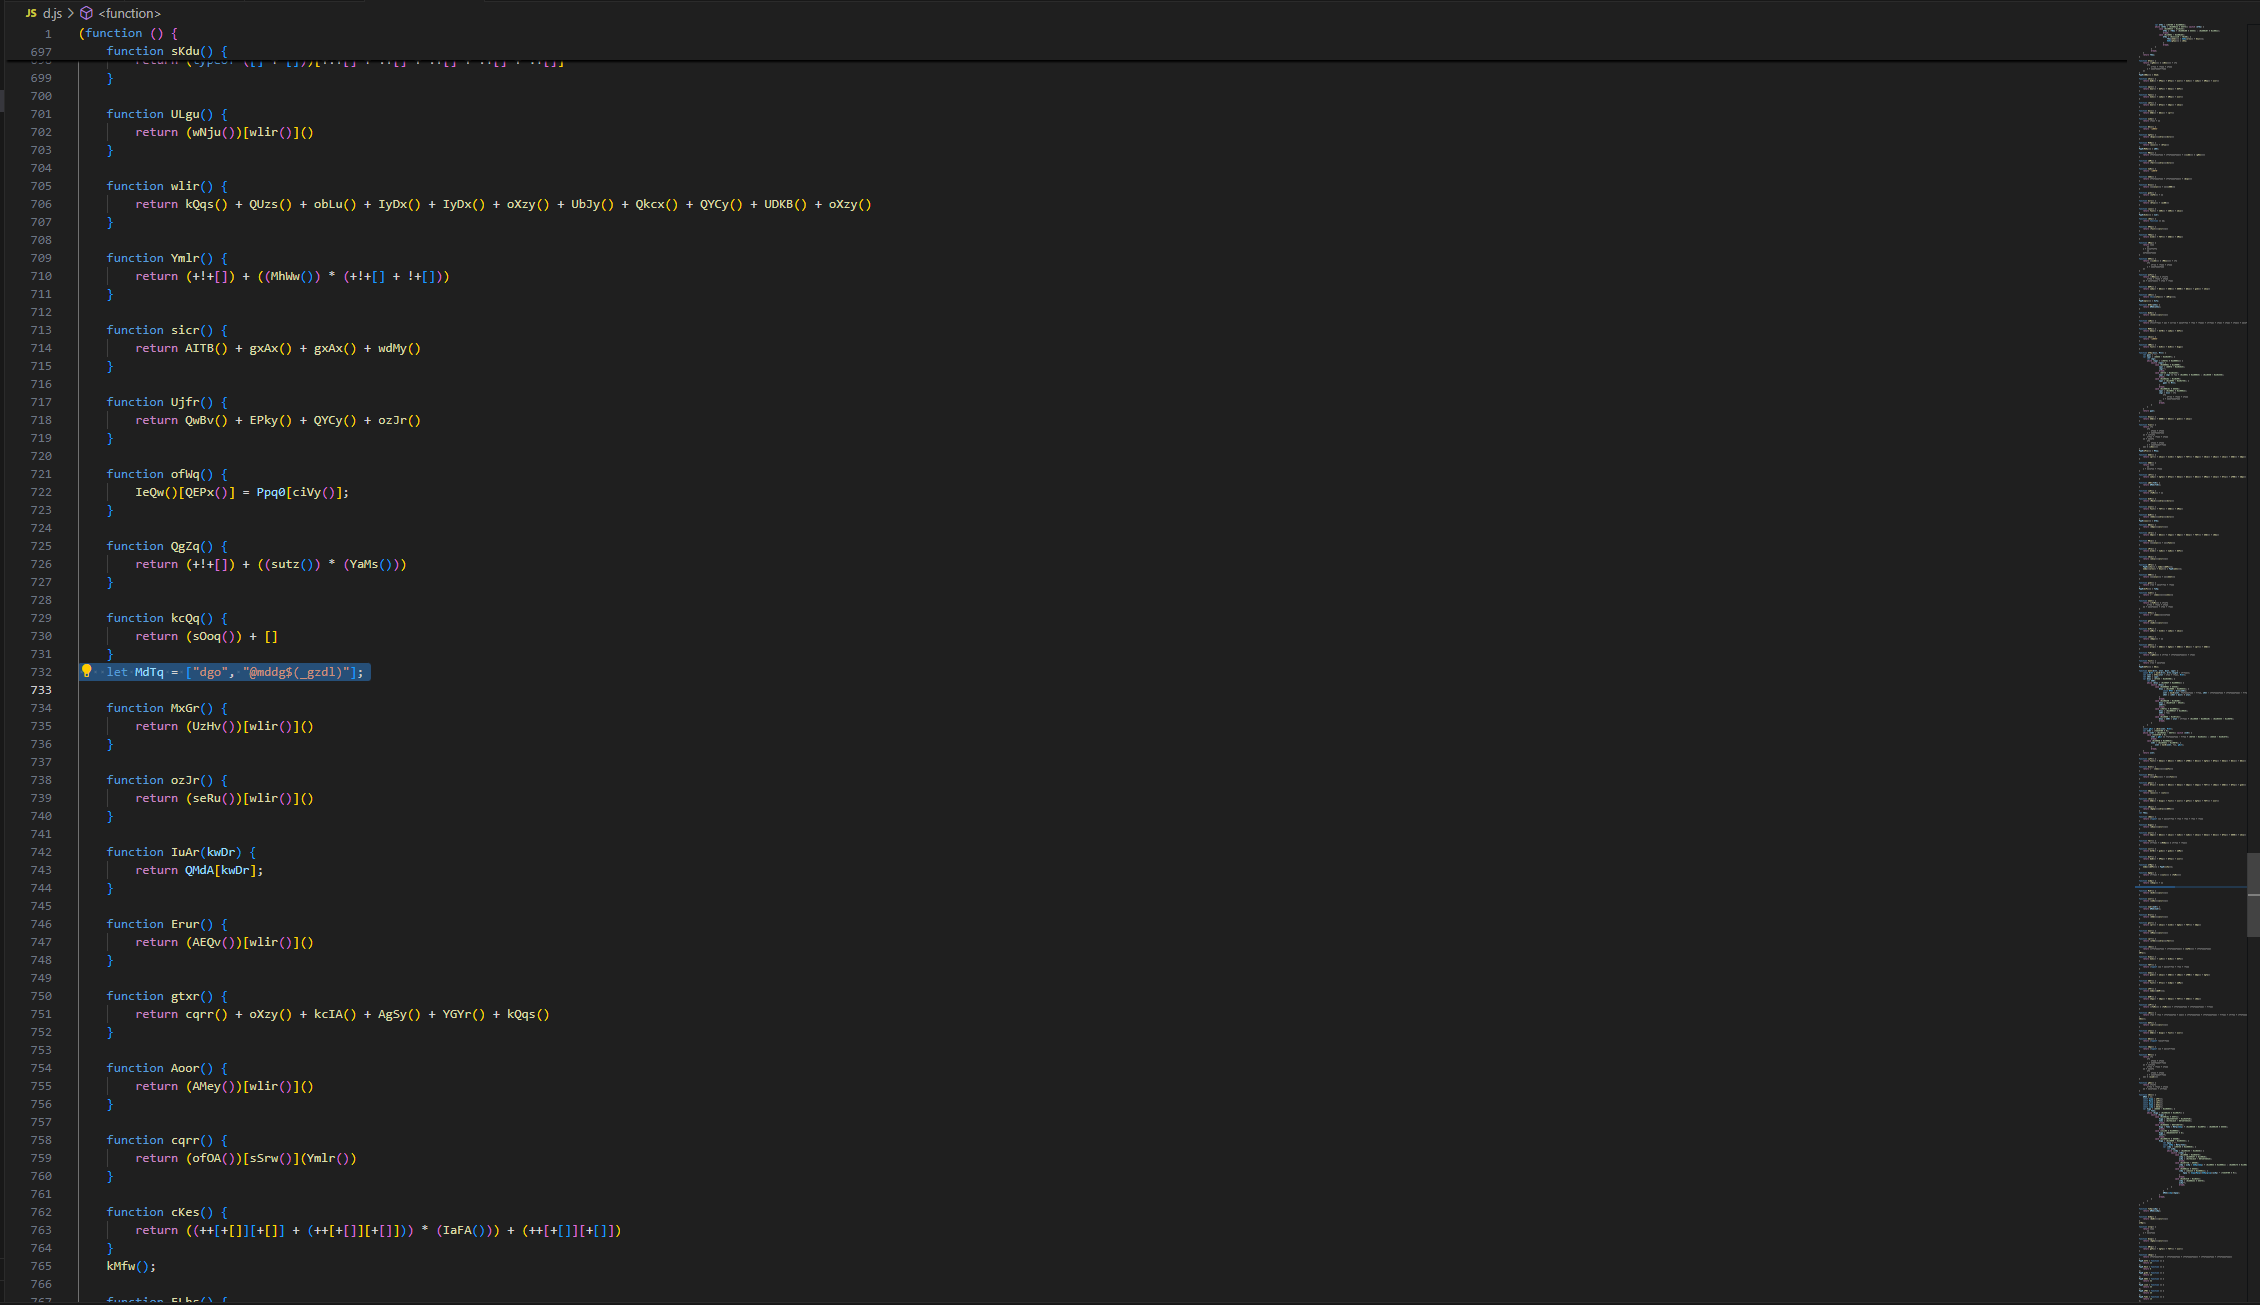 JS d.js > <function>
1 (function () {
697 function sKdu() {
699 }
700
701 function ULgu() {
702 return (wNju())[wlir()]()
703 }
704
705 function wlir() {
706 return kQqs() + QUzs() + obLu() + IyDx() + IyDx() + oXzy() + UbJy() + Qkcx() + QYCy() + UDKB() + oXzy()
707 }
708
709 function Ymlr() {
710 return (+!+[]) + ((MhWw()) * (+!+[] + !+[]))
711 }
712
713 function sicr() {
714 return AITB() + gxAx() + gxAx() + wdMy()
715 }
716
717 function Ujfr() {
718 return QwBv() + EPky() + QYCy() + ozJr()
719 }
720
721 function ofWq() {
722 IeQw()[QEPx()] = Ppq0[ciVy()];
723 }
724
725 function QgZq() {
726 return (+!+[]) + ((sutz()) * (YaMs()))
727 }
728
729 function kcQq() {
730 return (sOoq()) + []
731 }
732 let MdTq = ["dgo", "@mddg$(_gzdl)"];
733
734 function MxGr() {
735 return (UzHv())[wlir()]()
736 }
737
738 function ozJr() {
739 return (seRu())[wlir()]()
740 }
741
742 function IuAr(kwDr) {
743 return QMdA[kwDr];
744 }
745
746 function Erur() {
747 return (AEQv())[wlir()]()
748 }
749
750 function gtxr() {
751 return cqrr() + oXzy() + kcIA() + AgSy() + YGYr() + kQqs()
752 }
753
754 function Aoor() {
755 return (AMey())[wlir()]()
756 }
757
758 function cqrr() {
759 return (ofOA())[sSrw()](Ymlr())
760 }
761
762 function cKes() {
763 return ((++[+[]][+[]] + (++[+[]][+[]])) * (IaFA())) + (++[+[]][+[]])
764 }
765 kMfw();
766